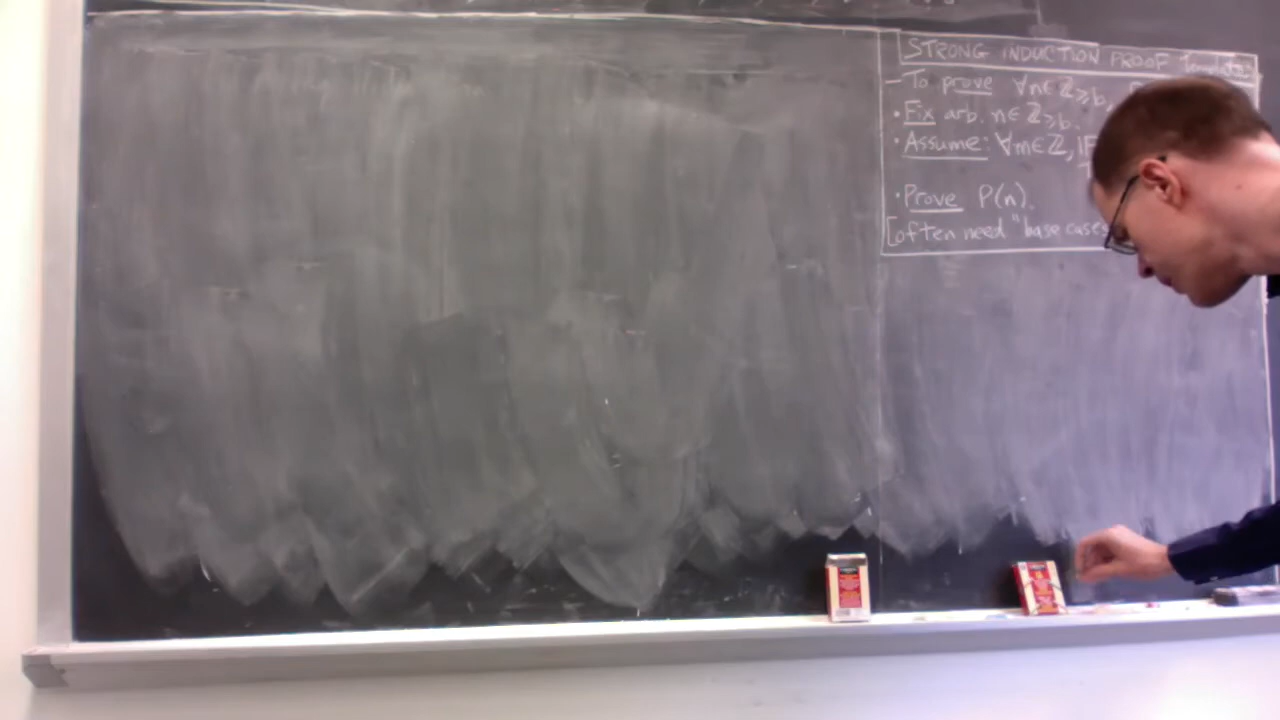 STRONG INDUCTION PROOF template
- To prove ∀n∈ℤ≥b,
• Fix arb. n∈ℤ≥b.
• Assume: ∀m∈ℤ, IF
• Prove P(n).
[often need "base cases